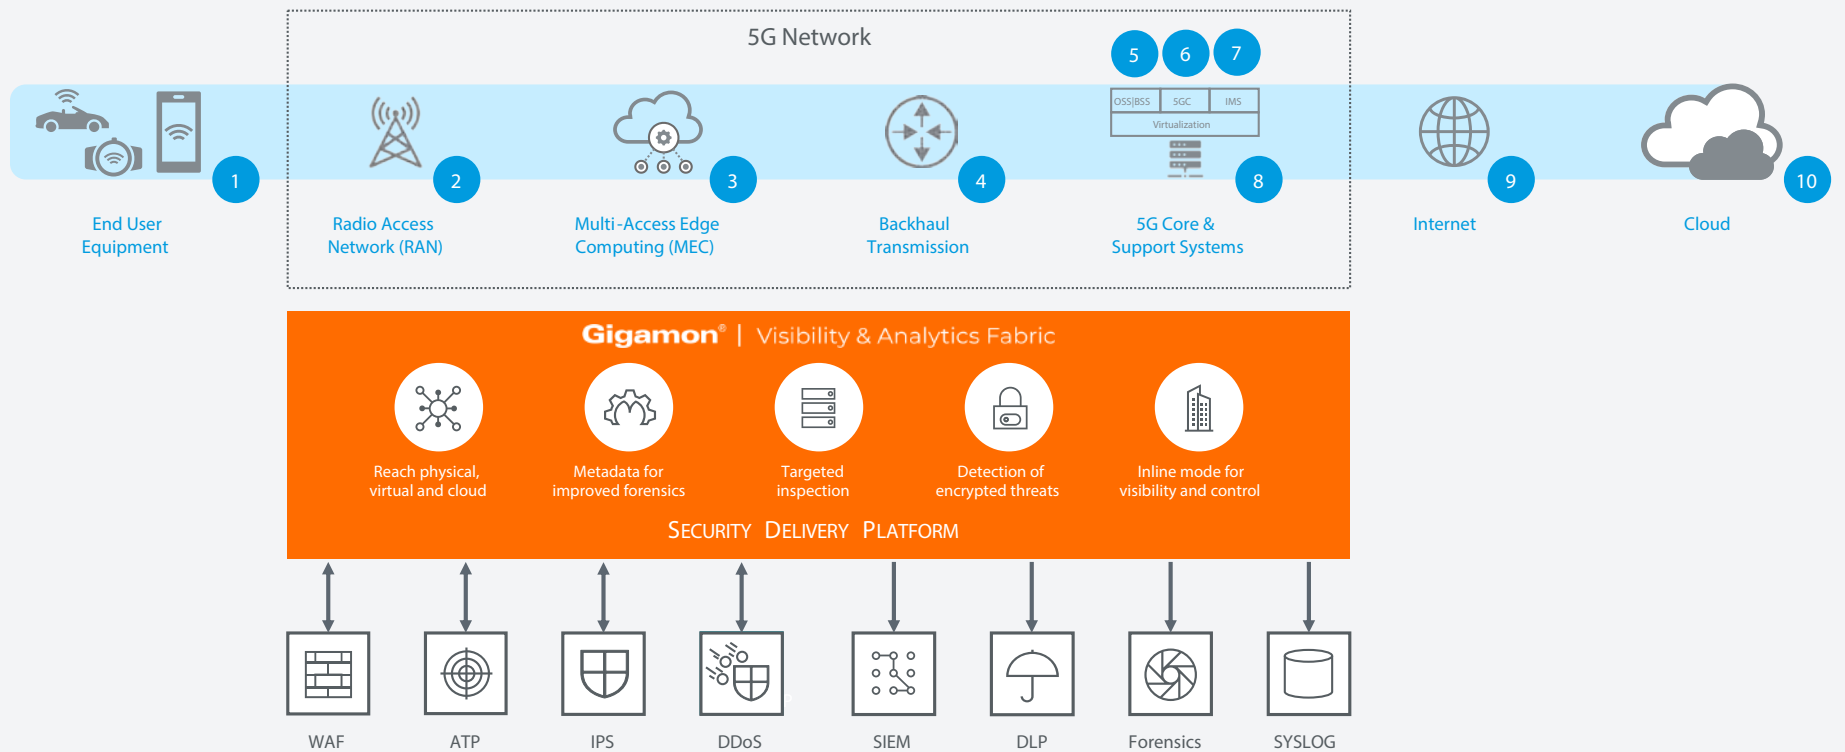 5G Network
5
6
7
OSS|BSS
5GC
IMS
Virtualization
1
2
3
4
8
9
10
End User
Equipment
Radio Access
Network (RAN)
Multi-Access Edge
Computing (MEC)
Backhaul
Transmission
5G Core &
Support Systems
Internet
Cloud
Gigamon® | Visibility & Analytics Fabric
Reach physical,
virtual and cloud
Metadata for
improved forensics
Targeted
inspection
Detection of
encrypted threats
Inline mode for
visibility and control
SECURITY DELIVERY PLATFORM
WAF
ATP
IPS
DDoS
SIEM
DLP
Forensics
SYSLOG